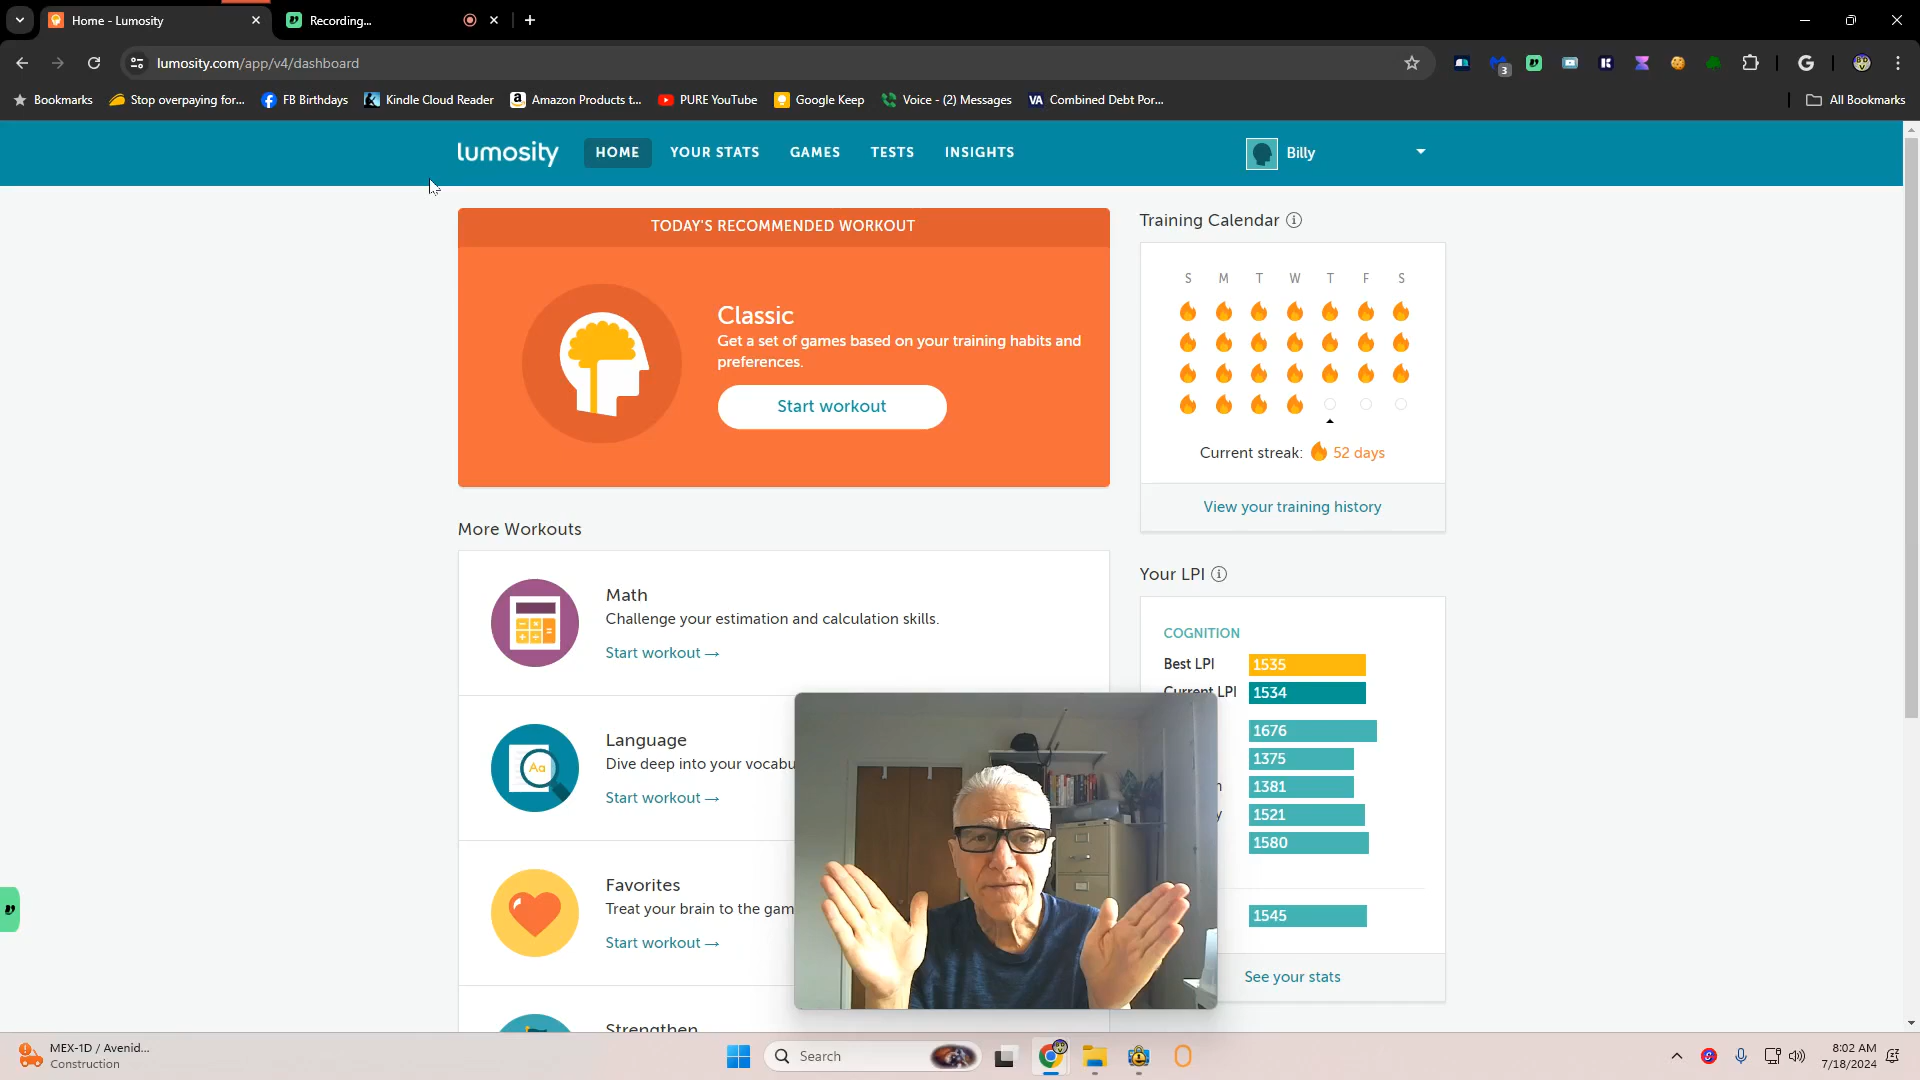 Home - Lumosity
Recording...
lumosity.com/app/v4/dashboard
3
Bookmarks
Stop overpaying for...
FB Birthdays
Kindle Cloud Reader
Amazon Products t...
PURE YouTube
Google Keep
Voice - (2) Messages
VA Combined Debt Por...
All Bookmarks
lumosity
HOME
YOUR STATS
GAMES
TESTS
INSIGHTS
Billy
TODAY'S RECOMMENDED WORKOUT
Classic
Get a set of games based on your training habits and
preferences.
Start workout
Training Calendar
S M T W T F S
Current streak: 52 days
View your training history
More Workouts
Math
Challenge your estimation and calculation skills.
Start workout →
Language
Dive deep into your vocabu
Start workout →
Aa
Favorites
Treat your brain to the gam
Start workout →
Strengthen
Your LPI
COGNITION
Best LPI 1535
Current LPI 1534
1676
1375
n 1381
y 1521
1580
1545
See your stats
MEX-1D / Avenid...
Construction
Search
8:02 AM
7/18/2024